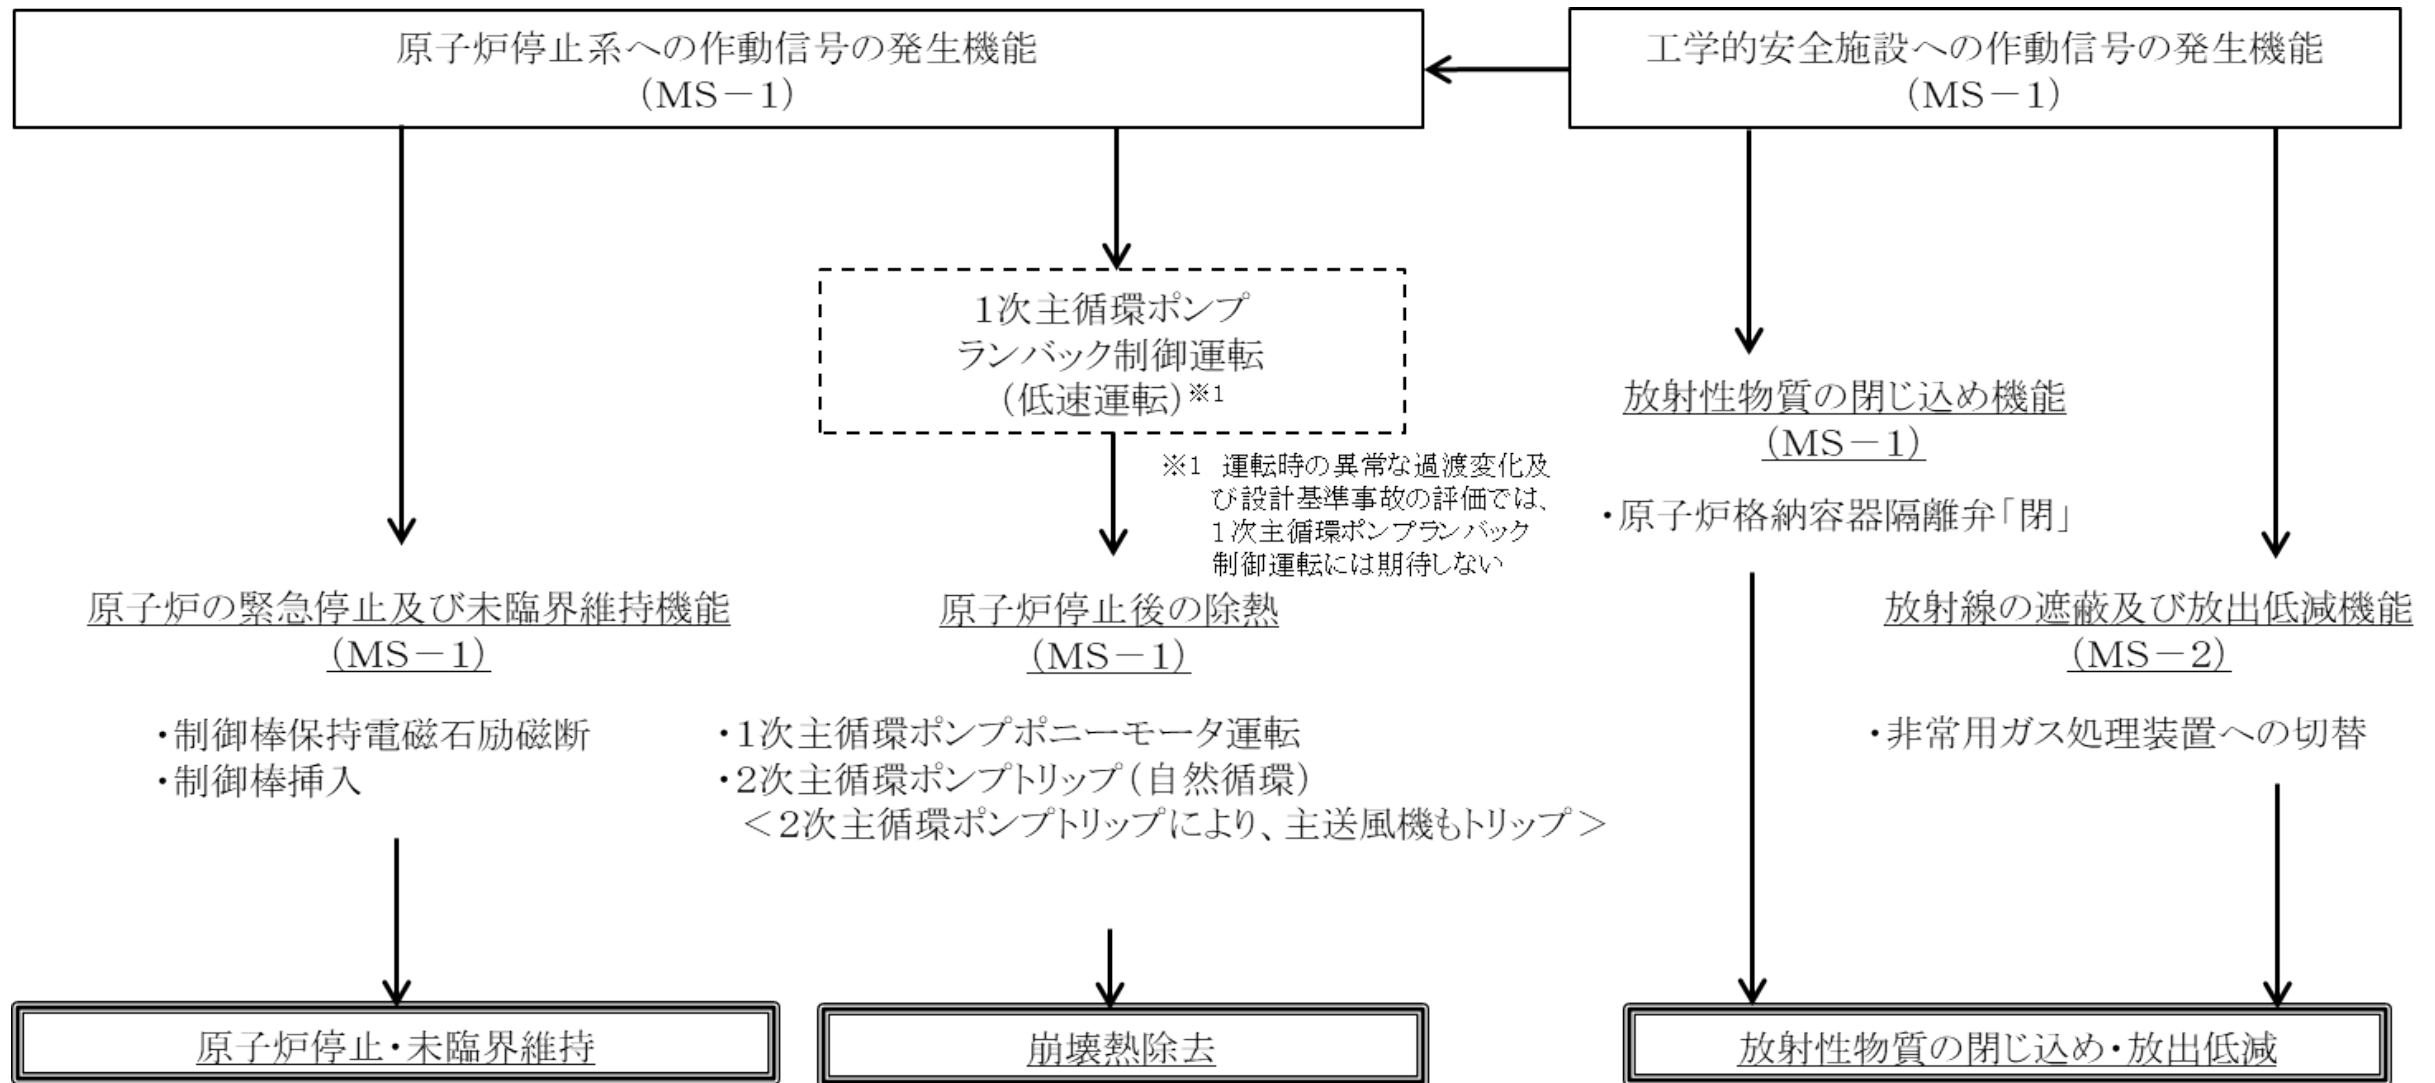 原子炉停止系への作動信号の発生機能
(MS－1)
工学的安全施設への作動信号の発生機能
(MS－1)
1次主循環ポンプ
ランバック制御運転
(低速運転)※1
※1 運転時の異常な過渡変化及
び設計基準事故の評価では、
1次主循環ポンプランバック
制御運転には期待しない
放射性物質の閉じ込め機能
(MS－1)
・原子炉格納容器隔離弁「閉」
原子炉の緊急停止及び未臨界維持機能
(MS－1)
・制御棒保持電磁石励磁断
・制御棒挿入
原子炉停止後の除熱
(MS－1)
・1次主循環ポンプポニーモータ運転
・2次主循環ポンプトリップ(自然循環)
＜2次主循環ポンプトリップにより、主送風機もトリップ＞
放射線の遮蔽及び放出低減機能
(MS－2)
・非常用ガス処理装置への切替
原子炉停止・未臨界維持
崩壊熱除去
放射性物質の閉じ込め・放出低減